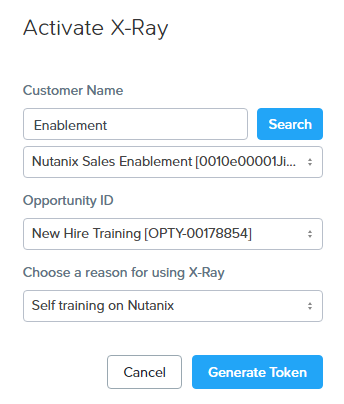 Activate X-Ray
Customer Name
Enablement
Search
Nutanix Sales Enablement [0010e00001Ji...
Opportunity ID
New Hire Training [OPTY-00178854]
Choose a reason for using X-Ray
Self training on Nutanix
Cancel
Generate Token